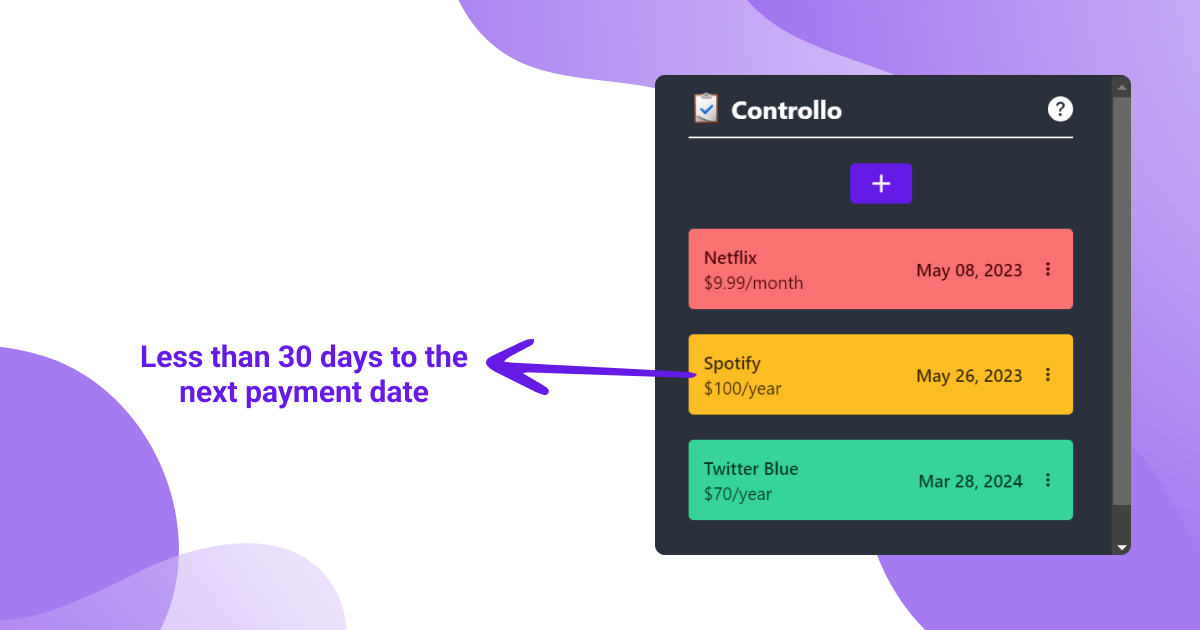 Controllo
?
+
Netflix
$9.99/month
May 08, 2023
Less than 30 days to the
next payment date
Spotify
$100/year
May 26, 2023
Twitter Blue
$70/year
Mar 28, 2024